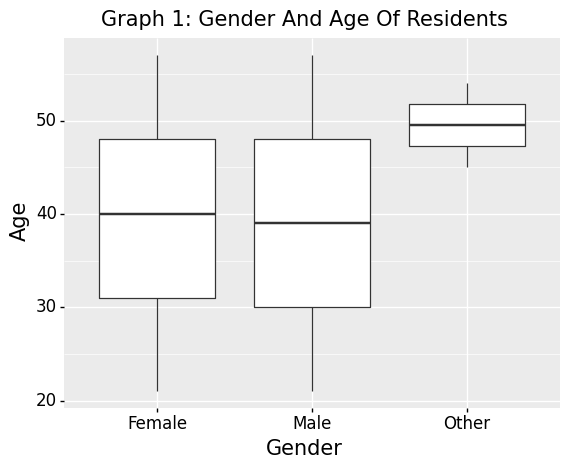 Graph 1: Gender And Age Of Residents
50
40
30
20
Age
Female Male Other
Gender